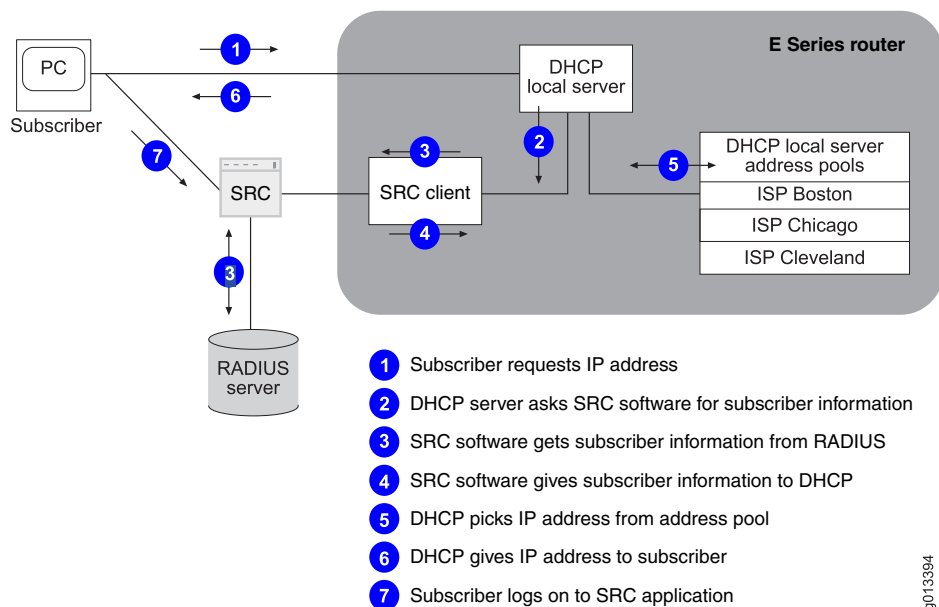 E Series router
1
PC
DHCP
local server
6
Subscriber
2
7
3
DHCP local server
address pools
5
SRC
SRC client
ISP Boston
4
ISP Chicago
ISP Cleveland
3
RADIUS
server
1 Subscriber requests IP address
2 DHCP server asks SRC software for subscriber information
3 SRC software gets subscriber information from RADIUS
4 SRC software gives subscriber information to DHCP
5 DHCP picks IP address from address pool
6 DHCP gives IP address to subscriber
7 Subscriber logs on to SRC application
g013394